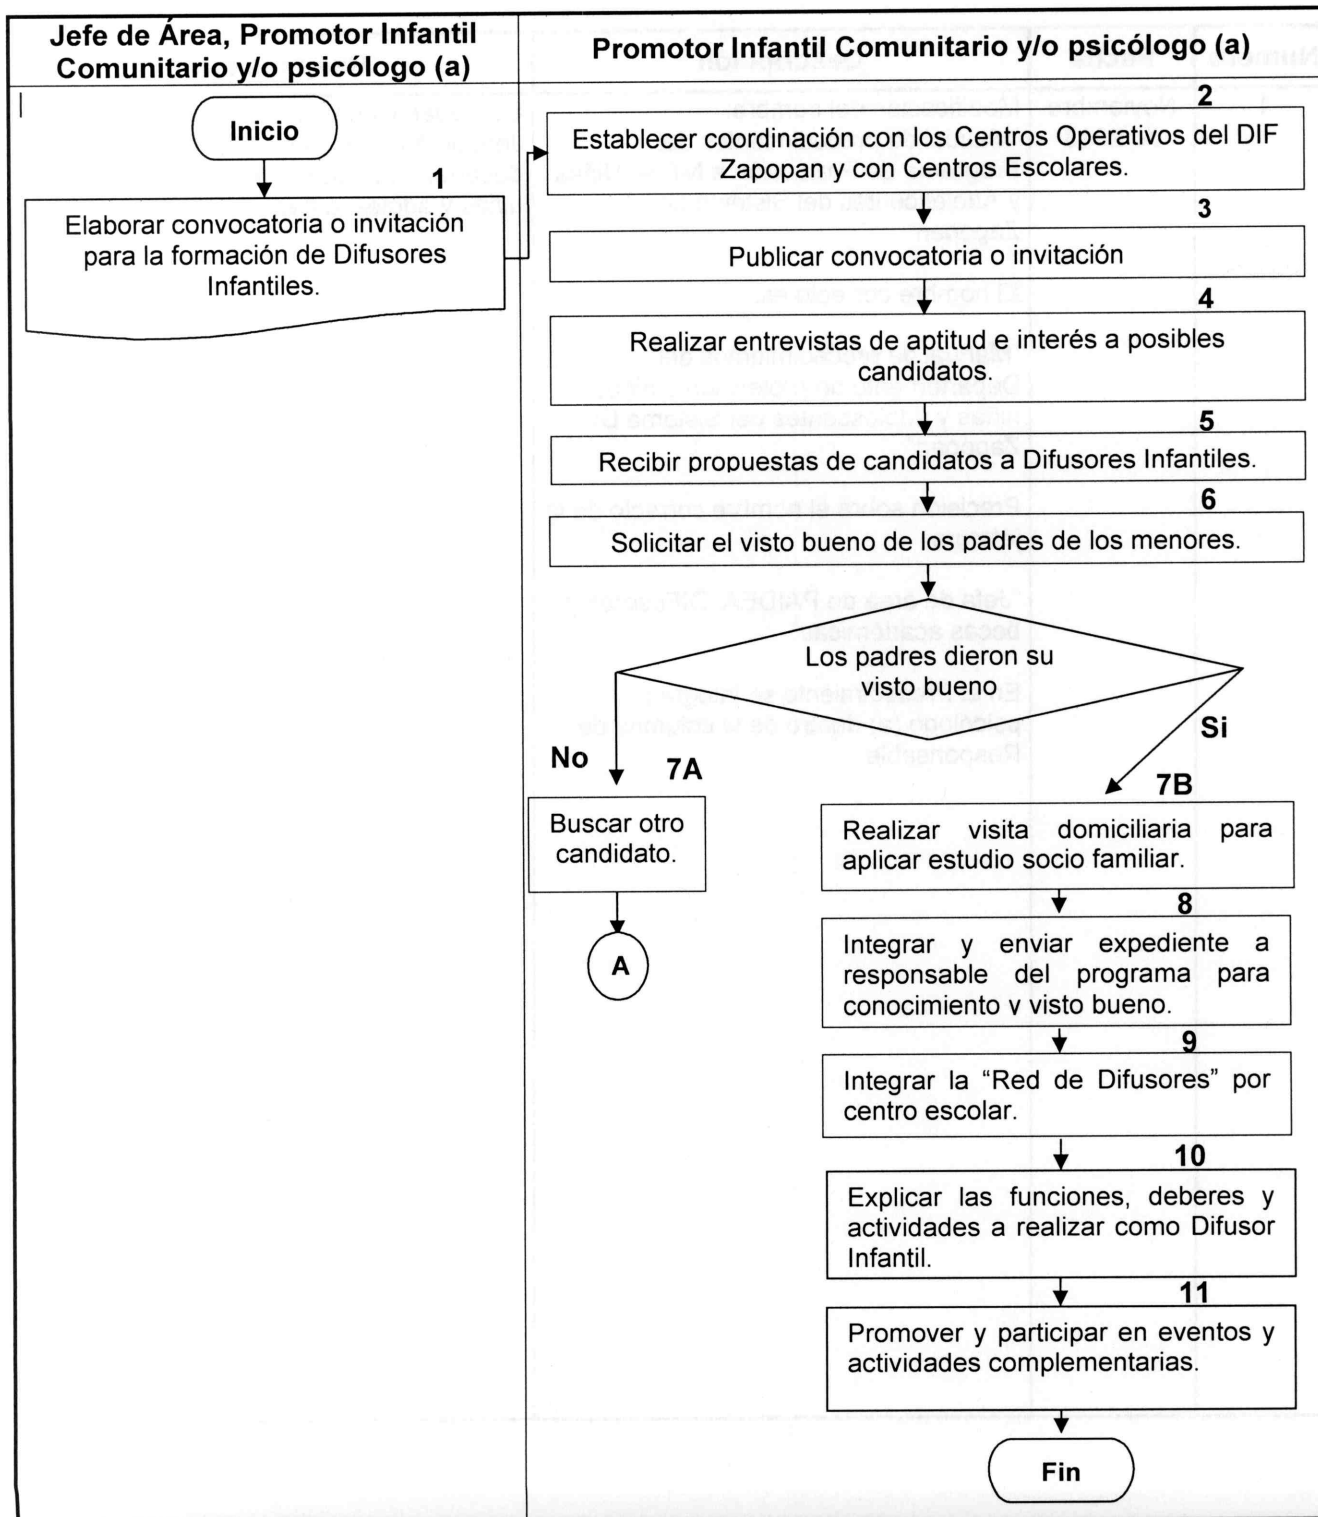 Jefe de Área, Promotor Infantil
Comunitario y/o psicólogo (a)
Promotor Infantil Comunitario y/o psicólogo (a)
Inicio
1
Elaborar convocatoria o invitación
para la formación de Difusores
Infantiles.
2
Establecer coordinación con los Centros Operativos del DIF
Zapopan y con Centros Escolares.
3
Publicar convocatoria o invitación
4
Realizar entrevistas de aptitud e interés a posibles
candidatos.
5
Recibir propuestas de candidatos a Difusores Infantiles.
6
Solicitar el visto bueno de los padres de los menores.
Los padres dieron su
visto bueno
No
Si
7A
Buscar otro
candidato.
A
7B
Realizar visita domiciliaria para
aplicar estudio socio familiar.
8
Integrar y enviar expediente a
responsable del programa para
conocimiento y visto bueno.
9
Integrar la “Red de Difusores” por
centro escolar.
10
Explicar las funciones, deberes y
actividades a realizar como Difusor
Infantil.
11
Promover y participar en eventos y
actividades complementarias.
Fin